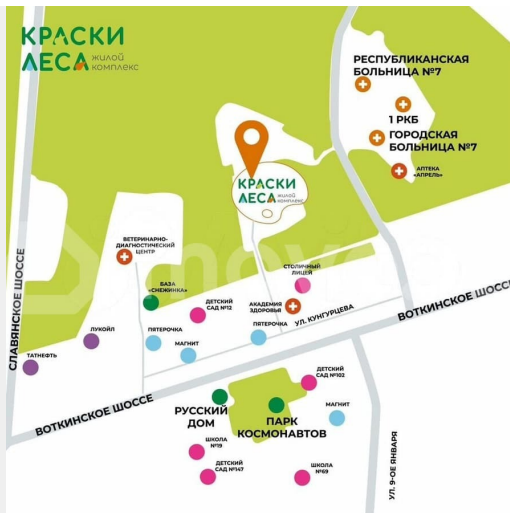 КРАСКИ
ЛЕСА жилой
комплекс
РЕСПУБЛИКАНСКАЯ
БОЛЬНИЦА №7
1 РКБ
ГОРОДСКАЯ
БОЛЬНИЦА №7
АПТЕКА
«АПРЕЛЬ»
КРАСКИ
ЛЕСА жилой
комплекс
ВЕТЕРИНАРНО-
ДИАГНОСТИЧЕСКИЙ
ЦЕНТР
СТОЛИЧНЫЙ
ЛИЦЕЙ
БАЗА
«СНЕЖИНКА»
ДЕТСКИЙ
САД №12
АКАДЕМИЯ
ЗДОРОВЬЯ
УЛ. КУНГУРЦЕВА
ВОТКИНСКОЕ ШОССЕ
СЛАВЯНСКОЕ ШОССЕ
ЛУКОЙЛ
ПЯТЕРОЧКА
ПЯТЕРОЧКА
МАГНИТ
ТАТНЕФТЬ
ДЕТСКИЙ
САД №102
ВОТКИНСКОЕ ШОССЕ
РУССКИЙ
ДОМ
ПАРК
КОСМОНАВТОВ
МАГНИТ
ШКОЛА
№19
ДЕТСКИЙ
САД №147
ШКОЛА
№69
УЛ. 9-ОЕ ЯНВАРЯ